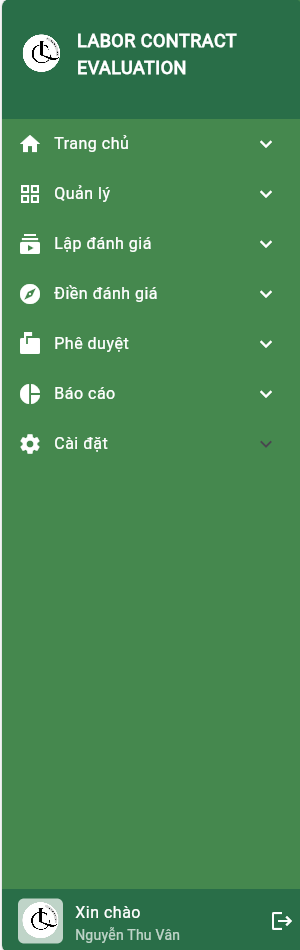 LABOR CONTRACT
EVALUATION
Trang chủ
Quản lý
Lập đánh giá
Điền đánh giá
Phê duyệt
Báo cáo
Cài đặt
Xin chào
Nguyễn Thu Vân